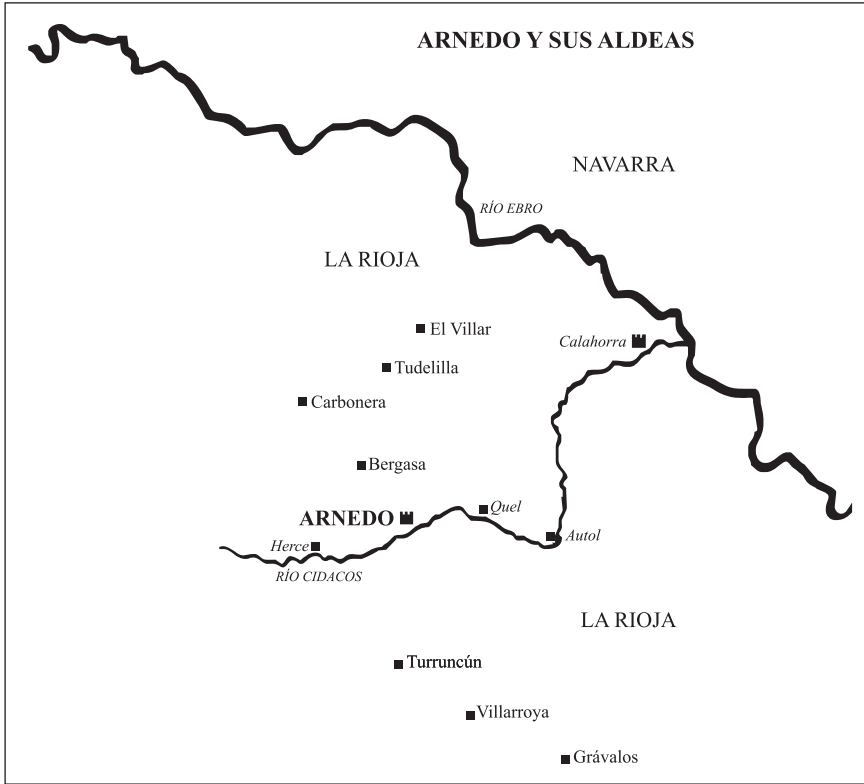 ARNEDO Y SUS ALDEAS
NAVARRA
RÍO EBRO
LA RIOJA
El Villar
Calahorra
Tudelilla
Carbonera
Bergasa
Quel
ARNEDO
Autol
Herce
RÍO CIDACOS
LA RIOJA
Turruncún
Villarroya
Grávalos